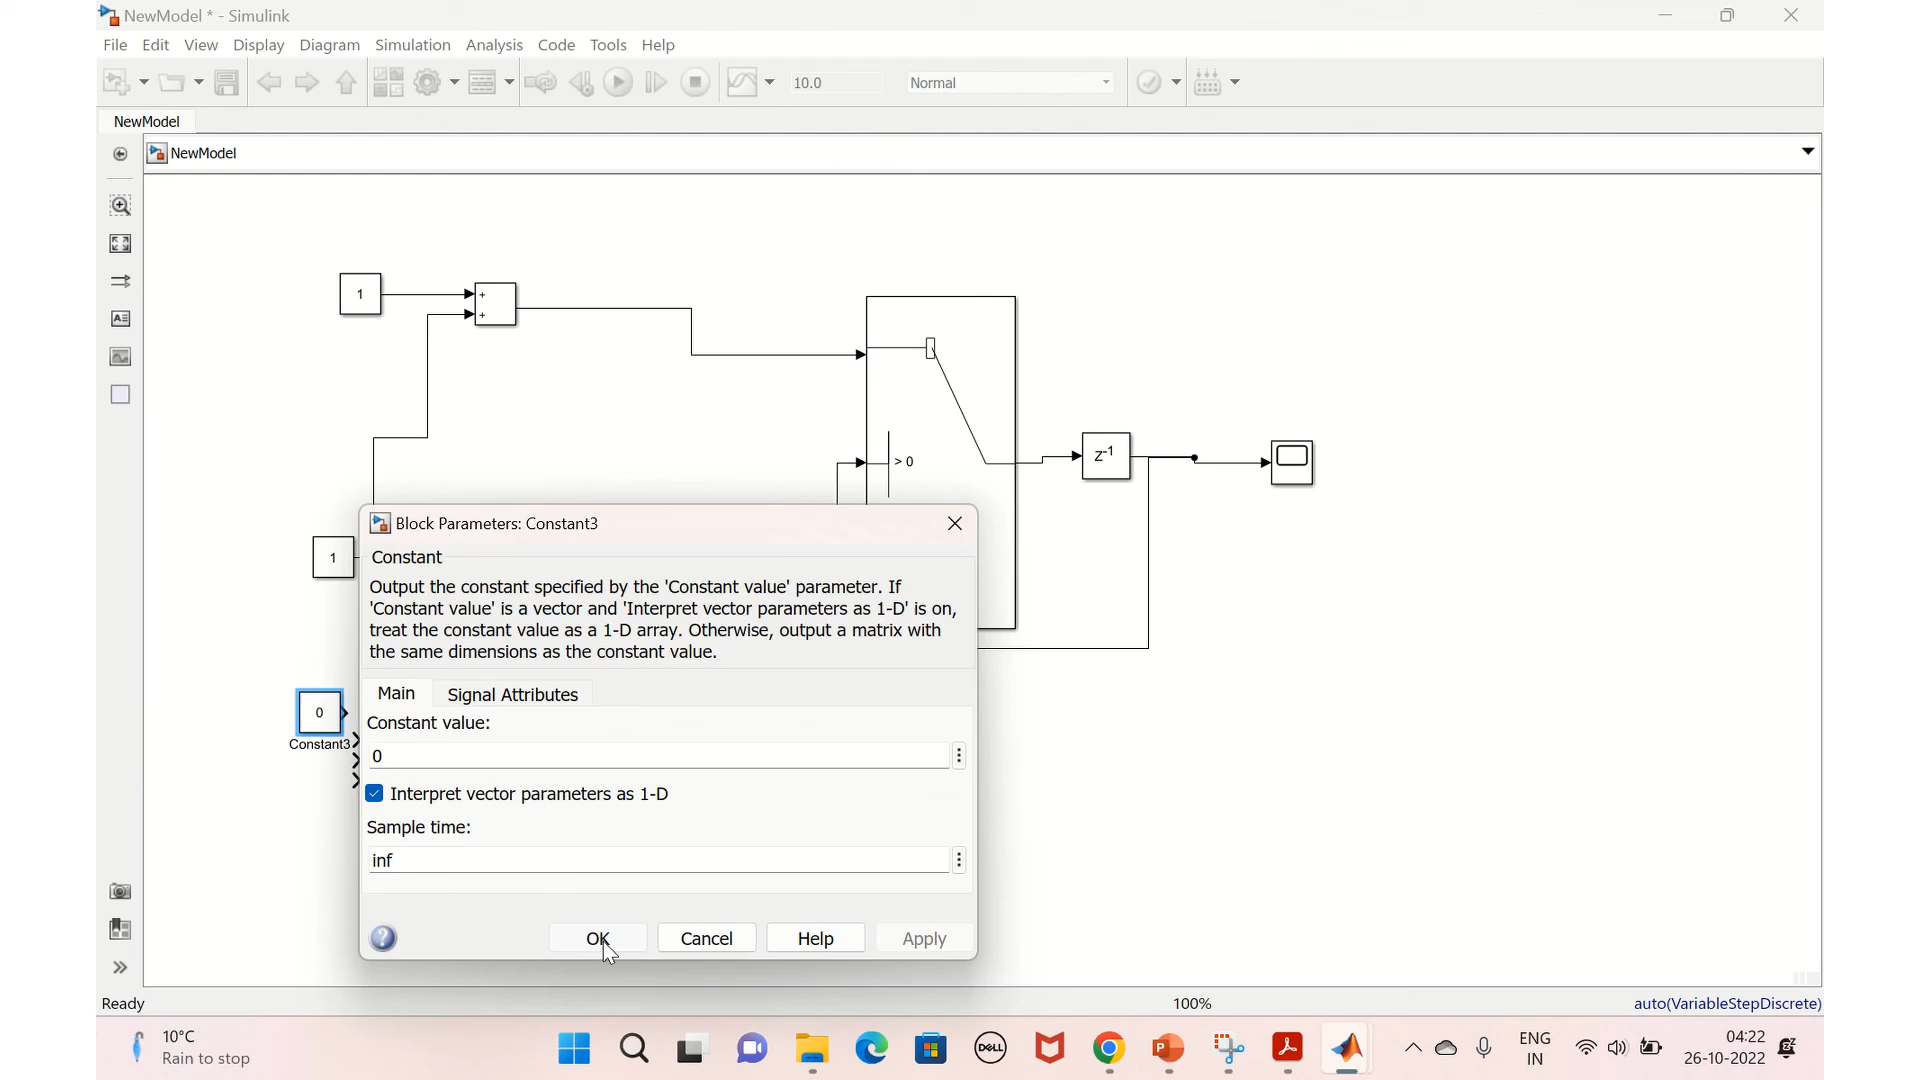 NewModel * - Simulink
File Edit View Display Diagram Simulation Analysis Code Tools Help
10.0 Normal
NewModel
NewModel
1
+
+
> 0
Z-1
1
0
Constant3
Block Parameters: Constant3
Constant
Output the constant specified by the 'Constant value' parameter. If
'Constant value' is a vector and 'Interpret vector parameters as 1-D' is on,
treat the constant value as a 1-D array. Otherwise, output a matrix with
the same dimensions as the constant value.
Main Signal Attributes
Constant value:
0
Interpret vector parameters as 1-D
Sample time:
inf
? OK Cancel Help Apply
Ready 100% auto(VariableStepDiscrete)
10°C
Rain to stop
DELL
ENG
IN
04:22
26-10-2022